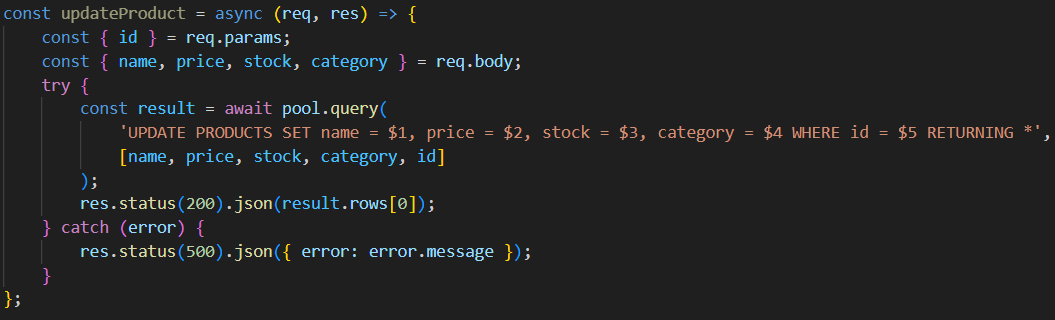 const updateProduct = async (req, res) => {
    const { id } = req.params;
    const { name, price, stock, category } = req.body;
    try {
        const result = await pool.query(
            'UPDATE PRODUCTS SET name = $1, price = $2, stock = $3, category = $4 WHERE id = $5 RETURNING *',
            [name, price, stock, category, id]
        );
        res.status(200).json(result.rows[0]);
    } catch (error) {
        res.status(500).json({ error: error.message });
    }
};